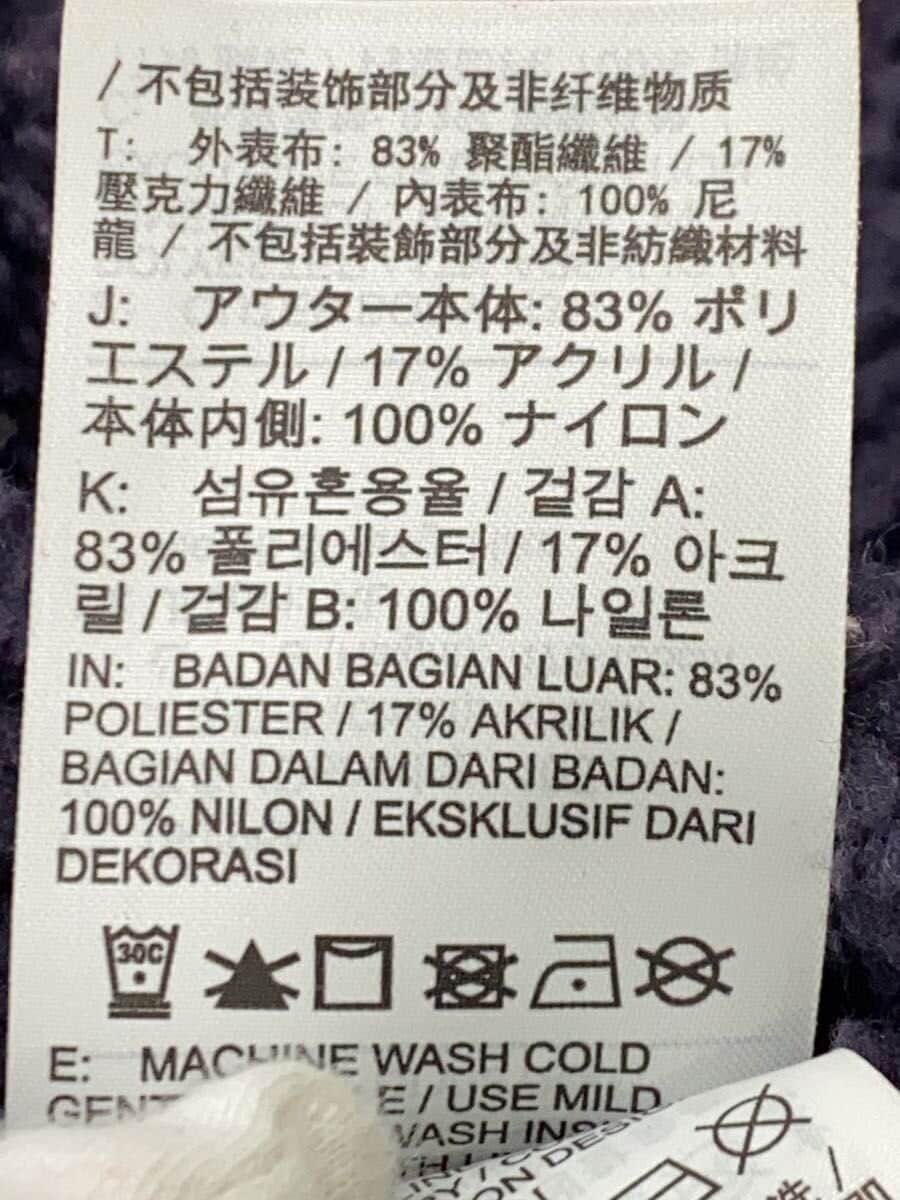 / 不包括装饰部分及非纤维物质
T: 外表布: 83% 聚酯纖維 / 17%
壓克力纖維 / 內表布: 100% 尼
龍 / 不包括裝飾部分及非紡織材料
J: アウター本体: 83% ポリ
エステル / 17% アクリル /
本体内側: 100% ナイロン
K: 섬유혼용율 / 겉감 A:
83% 폴리에스터 / 17% 아크
릴 / 겉감 B: 100% 나일론
IN: BADAN BAGIAN LUAR: 83%
POLIESTER / 17% AKRILIK /
BAGIAN DALAM DARI BADAN:
100% NILON / EKSKLUSIF DARI
DEKORASI
30C
E: MACHINE WASH COLD
/ USE MILD
WASH